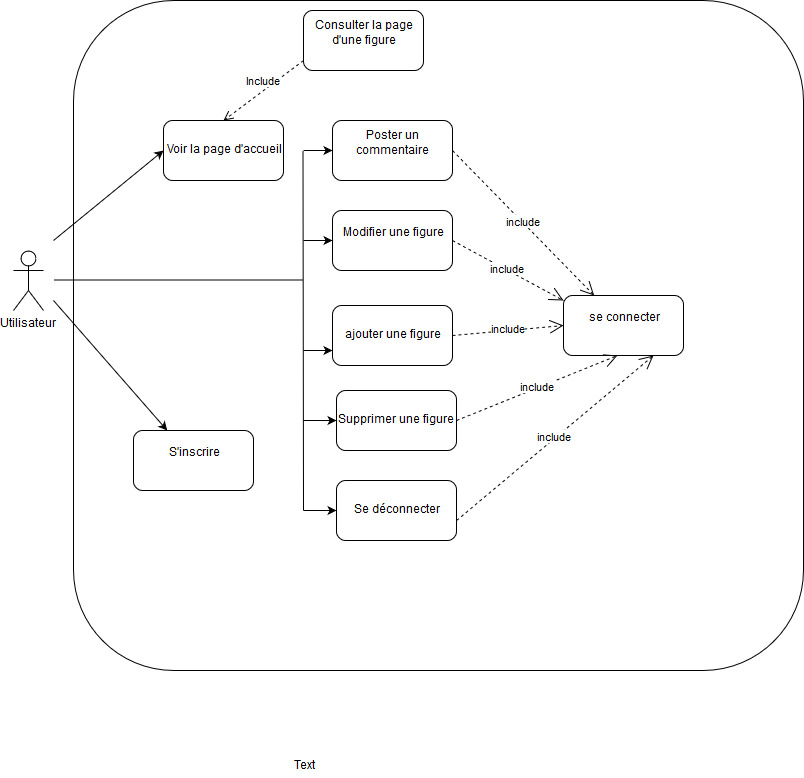 Consulter la page
d'une figure
Include
Voir la page d'accueil
Poster un
commentaire
include
Modifier une figure
include
Utilisateur
se connecter
ajouter une figure
include
include
Supprimer une figure
include
S'inscrire
Se déconnecter
Text